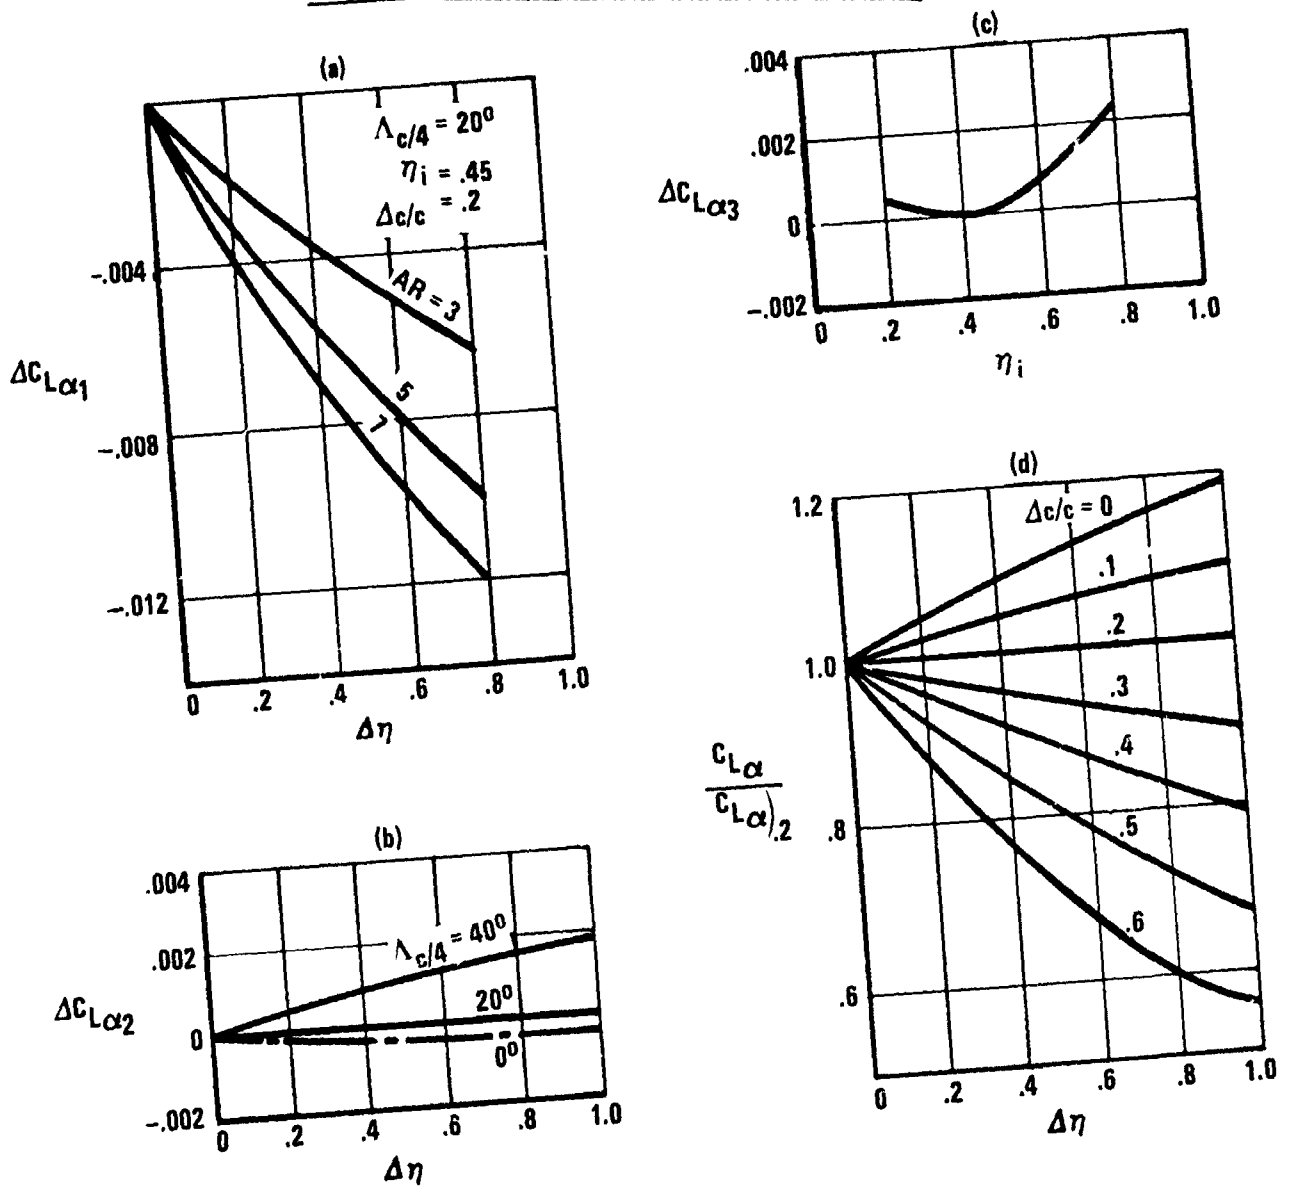 (a)
Λc/4 = 20°
ηi = .45
Δc/c = .2
AR = 3
5
7
-.004
-.008
-.012
ΔCLα1
0 .2 .4 .6 .8 1.0
Δη
(b)
.004
.002
0
-.002
Λc/4 = 40°
20°
0°
ΔCLα2
0 .2 .4 .6 .8 1.0
Δη
(c)
.004
.002
0
-.002
ΔCLα3
0 .2 .4 .6 .8 1.0
ηi
(d)
1.2
1.0
.8
.6
Δc/c = 0
.1
.2
.3
.4
.5
.6
CLα
CLα).2
0 .2 .4 .6 .8 1.0
Δη